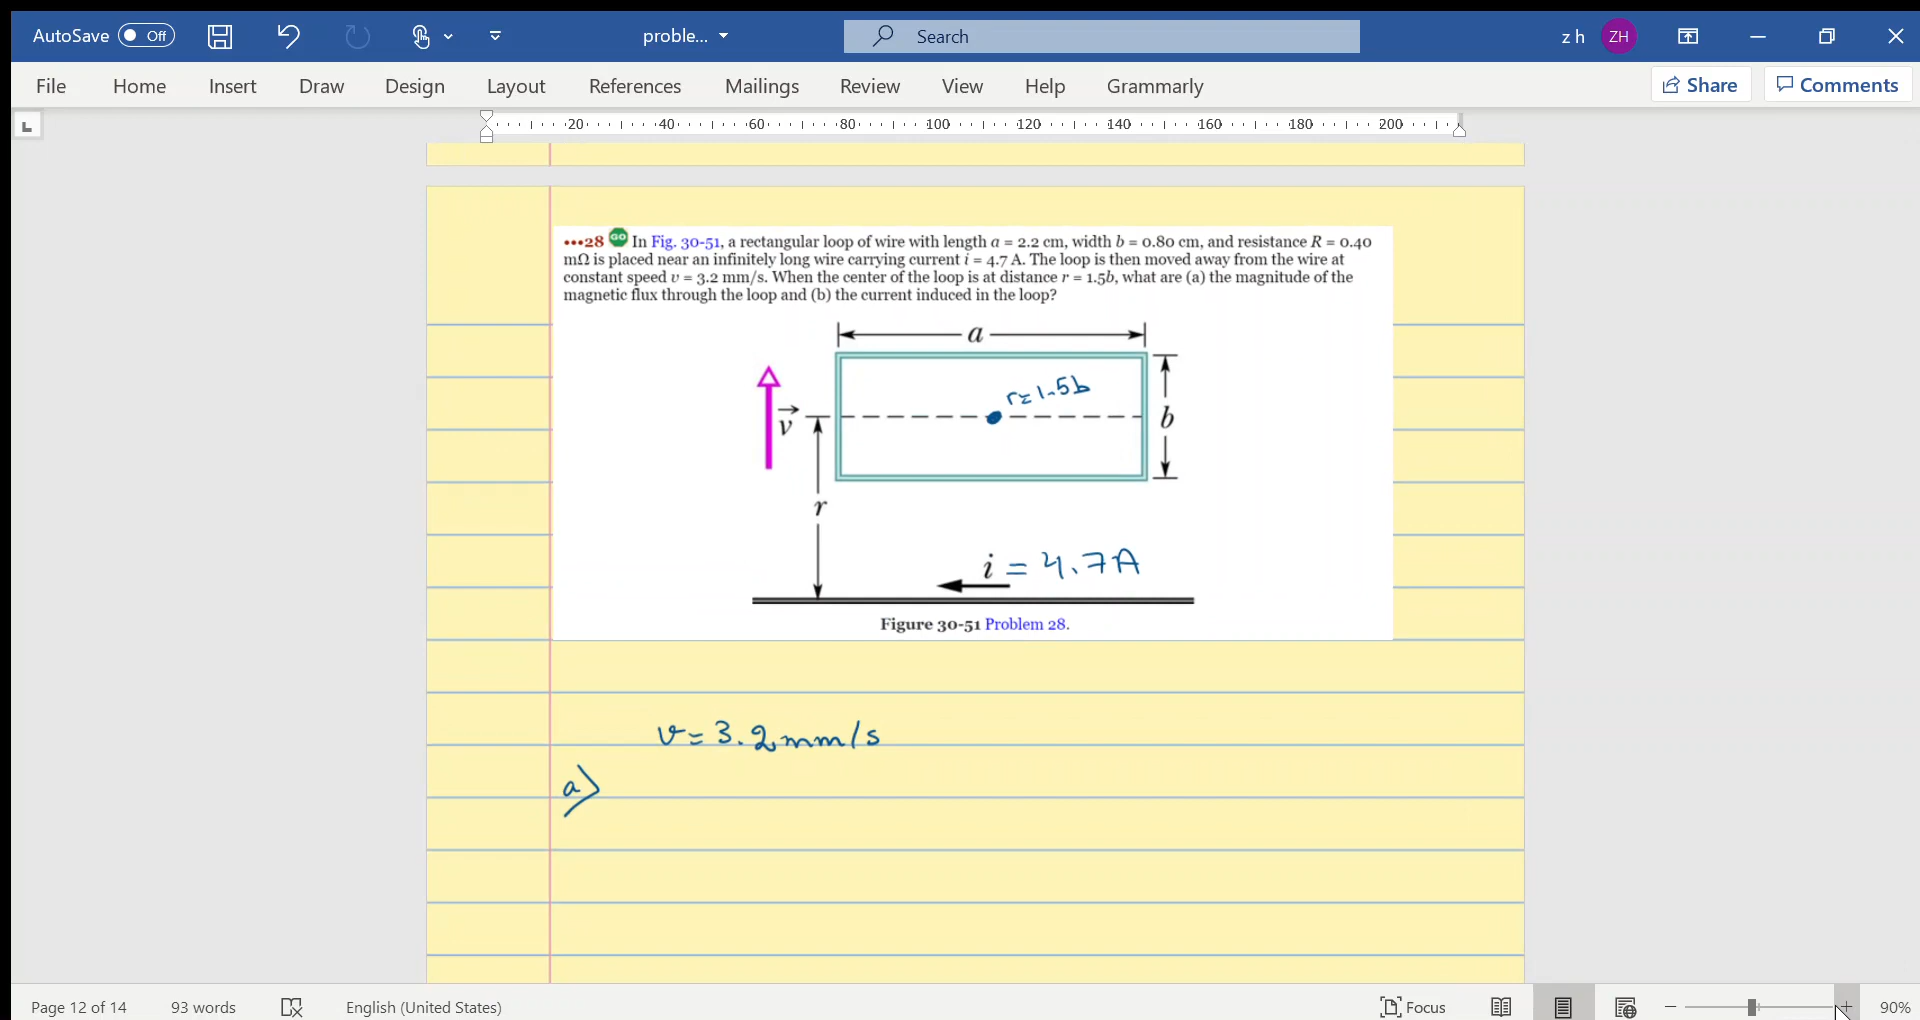 AutoSave Off proble... Search z h ZH
File Home Insert Draw Design Layout References Mailings Review View Help Grammarly Share Comments
L
20 40 60 80 100 120 140 160 180 200
•••28 GO In Fig. 30-51, a rectangular loop of wire with length a = 2.2 cm, width b = 0.80 cm, and resistance R = 0.40
mΩ is placed near an infinitely long wire carrying current i = 4.7 A. The loop is then moved away from the wire at
constant speed v = 3.2 mm/s. When the center of the loop is at distance r = 1.5b, what are (a) the magnitude of the
magnetic flux through the loop and (b) the current induced in the loop?
a
r=1.5b
v
b
r
i = 4.7A
Figure 30-51 Problem 28.
v=3.2mm/s
a)
Page 12 of 14 93 words English (United States) Focus 90%